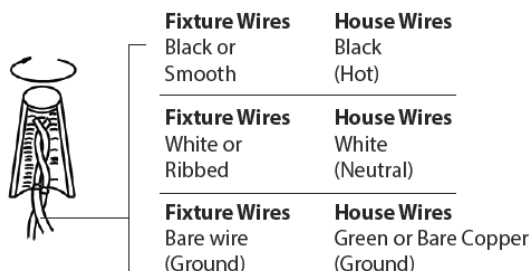 Fixture Wires House Wires
Black or Black
Smooth (Hot)
Fixture Wires House Wires
White or White
Ribbed (Neutral)
Fixture Wires House Wires
Bare wire Green or Bare Copper
(Ground) (Ground)